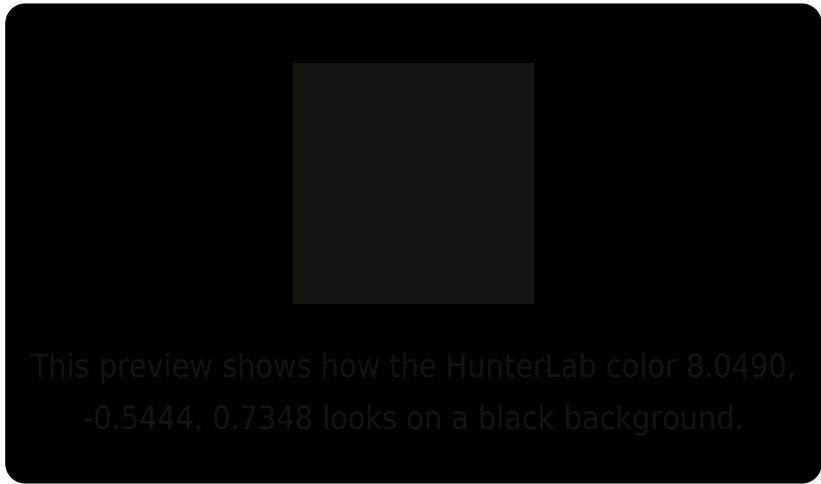 This preview shows how the HunterLab color 8.0490,
-0.5444, 0.7348 looks on a black background.